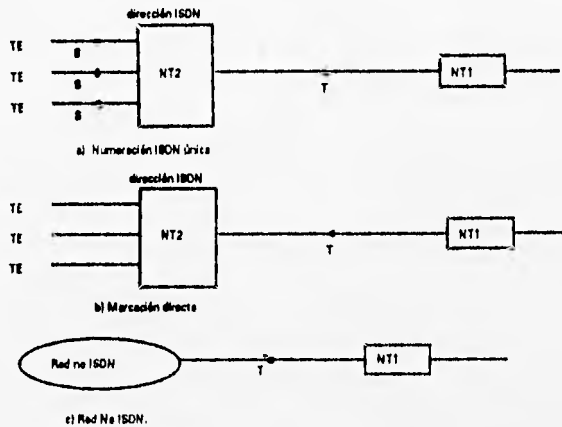 dirección ISDN
TE
S
TE
NT2
NT1
S
TE
T
S
a) Numeración ISDN única
dirección ISDN
TE
TE
NT2
NT1
T
TE
b) Marcación directa
Red no ISDN
NT1
T
c) Red No ISDN.